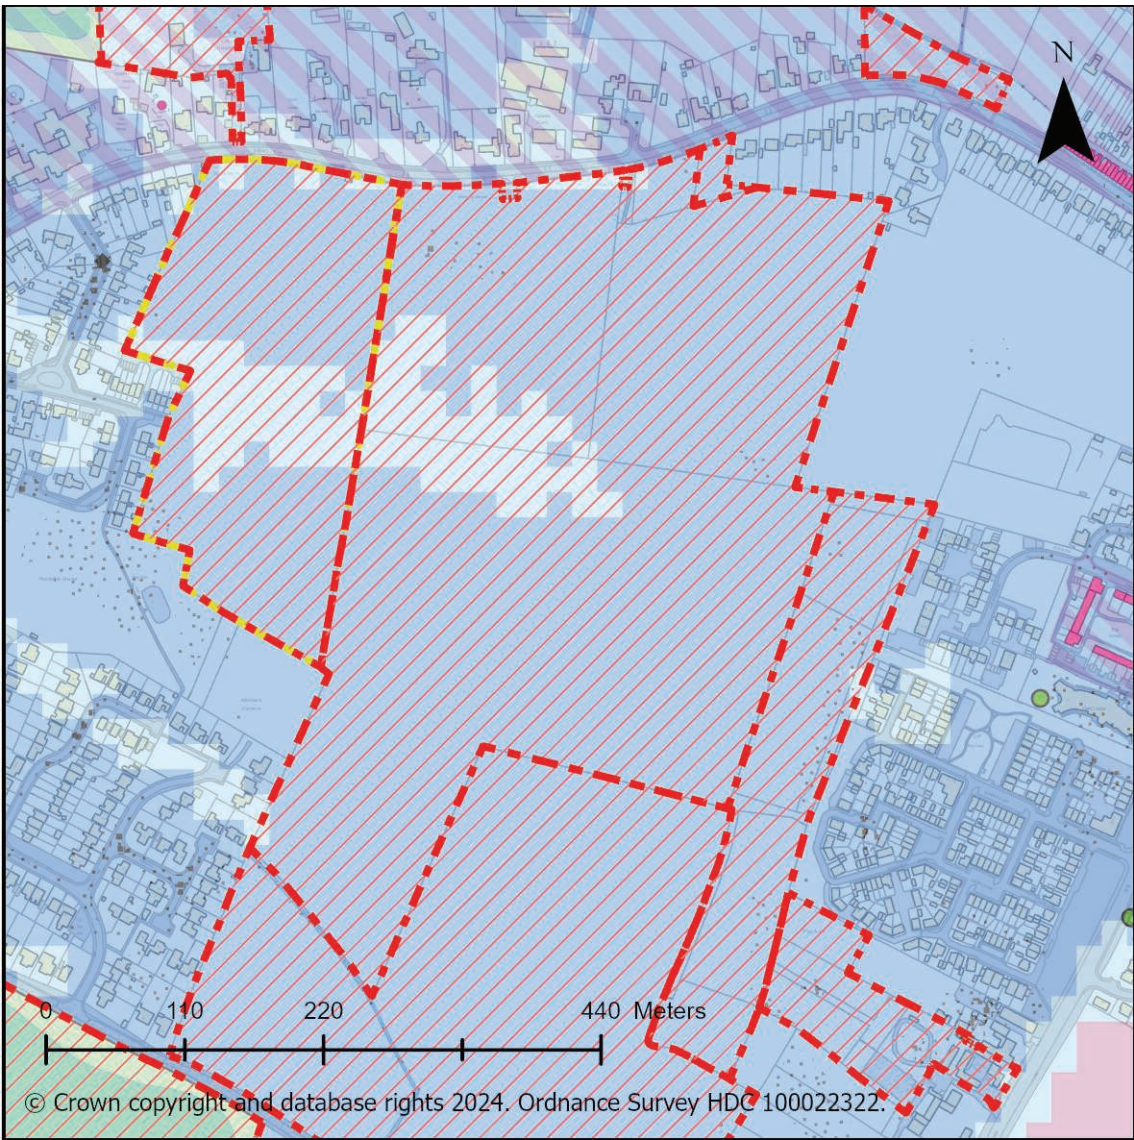 N
0 110 220 440 Meters
© Crown copyright and database rights 2024. Ordnance Survey HDC 100022322.